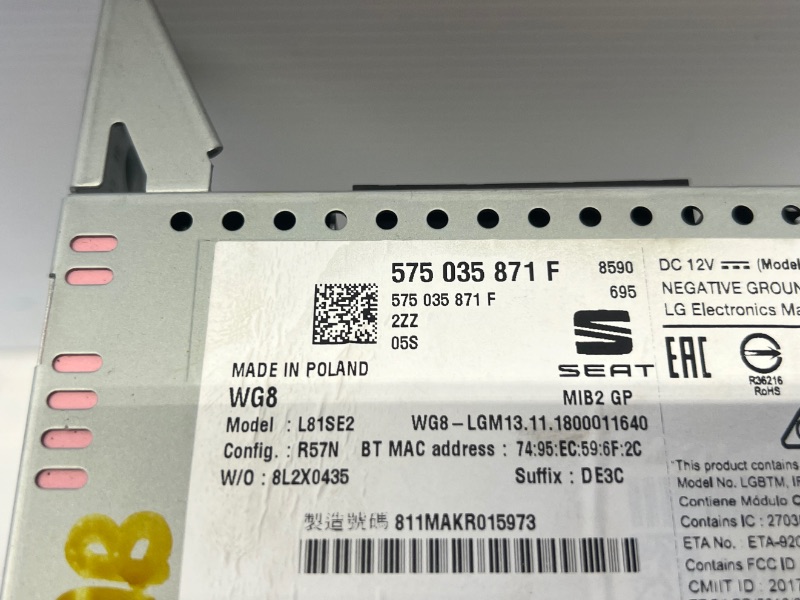 575 035 871 F
8590
575 035 871 F
695
2ZZ
05S
SEAT
MADE IN POLAND
WG8
MIB2 GP
Model : L81SE2
WG8-LGM13.11.1800011640
Config. : R57N
BT MAC address : 74:95:EC:59:6F:2C
W/O : 8L2X0435
Suffix : DE3C
製造號碼 811MAKR015973
DC 12V (Model
NEGATIVE GROUN
LG Electronics Ma
EAC
R36216
RoHS
*This product contains
Model No. LGBTM, IF
Contiene Módulo C
Contains IC : 2703
ETA No. : ETA-920
Contains FCC ID
CMIIT ID : 2017